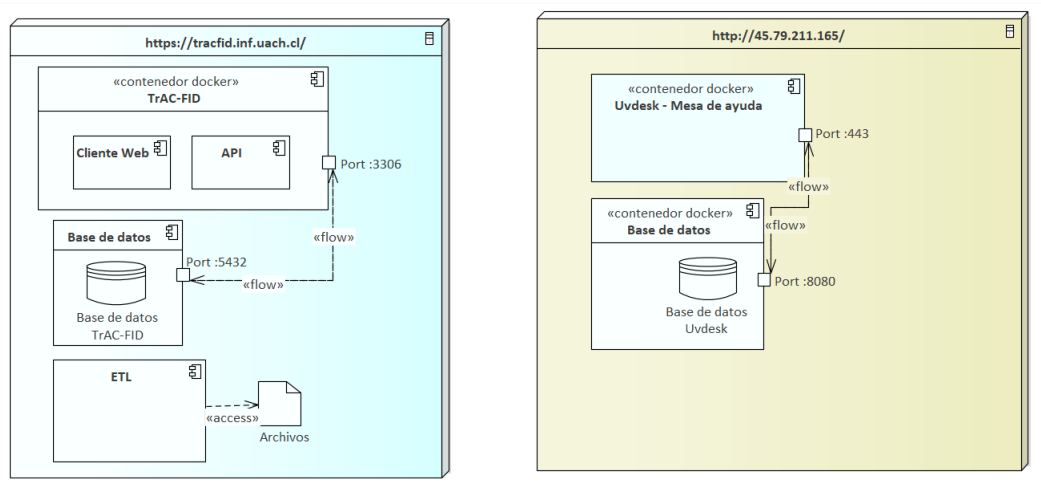 https://tracfid.inf.uach.cl/
«contenedor docker»
TrAC-FID
Cliente Web
API
Port :3306
«flow»
Base de datos
Port :5432
«flow»
Base de datos
TrAC-FID
ETL
«access»
Archivos
http://45.79.211.165/
«contenedor docker»
Uvdesk - Mesa de ayuda
Port :443
«flow»
«contenedor docker»
Base de datos
«flow»
Port :8080
Base de datos
Uvdesk